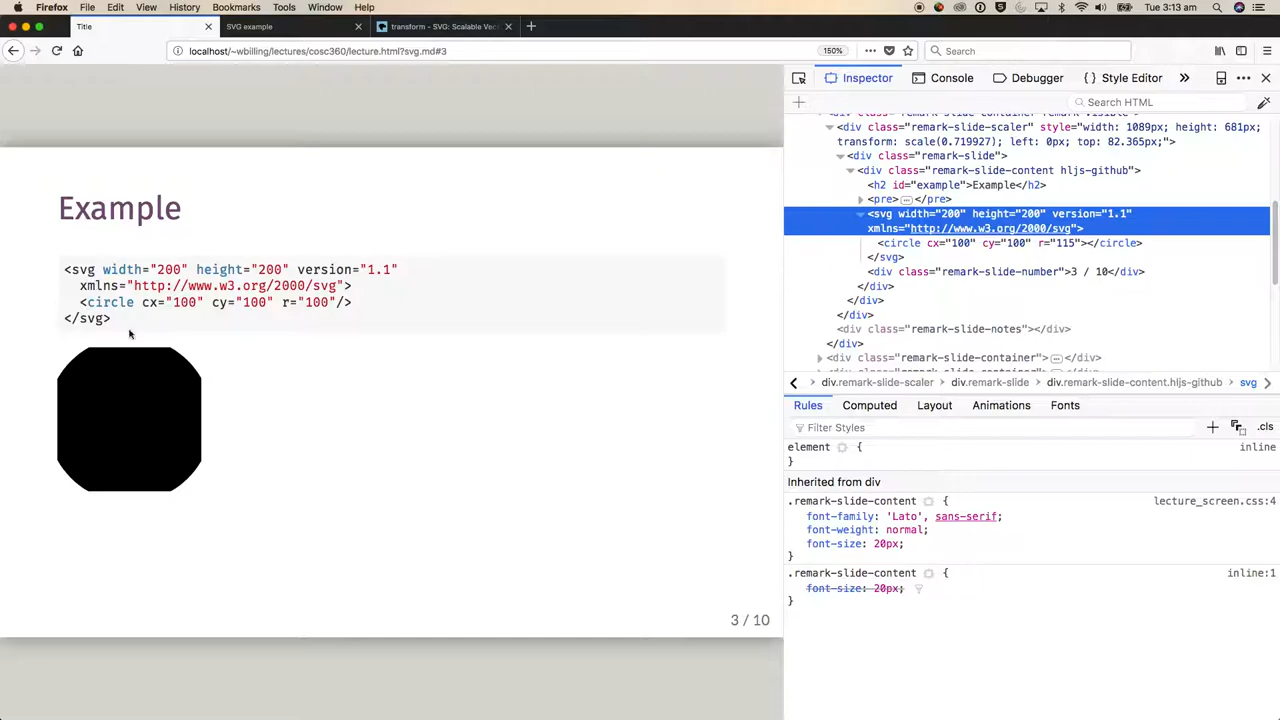 Firefox File Edit View History Bookmarks Tools Window Help
Tue 3:13 am
Title
SVG example
transform - SVG: Scalable Vec
localhost/~wbilling/lectures/cosc360/lecture.html?svg.md#3
150%
Search
Inspector Console Debugger { } Style Editor
Search HTML
<div class="remark-slide-scaler" style="width: 1089px; height: 681px;
transform: scale(0.719927); left: 0px; top: 82.365px;">
<div class="remark-slide">
<div class="remark-slide-content hljs-github">
<h2 id="example">Example</h2>
<pre></pre>
<svg width="200" height="200" version="1.1"
xmlns="http://www.w3.org/2000/svg">
<circle cx="100" cy="100" r="115"></circle>
</svg>
<div class="remark-slide-number">3 / 10</div>
</div>
</div>
</div>
<div class="remark-slide-notes"></div>
</div>
<div class="remark-slide-container"></div>
Example
<svg width="200" height="200" version="1.1"
xmlns="http://www.w3.org/2000/svg">
<circle cx="100" cy="100" r="100"/>
</svg>
3 / 10
div.remark-slide-scaler div.remark-slide div.remark-slide-content.hljs-github svg
Rules Computed Layout Animations Fonts
Filter Styles
.cls
element { inline
}
Inherited from div
.remark-slide-content { lecture_screen.css:4
font-family: 'Lato', sans-serif;
font-weight: normal;
font-size: 20px;
}
.remark-slide-content { inline:1
font-size: 20px;
}